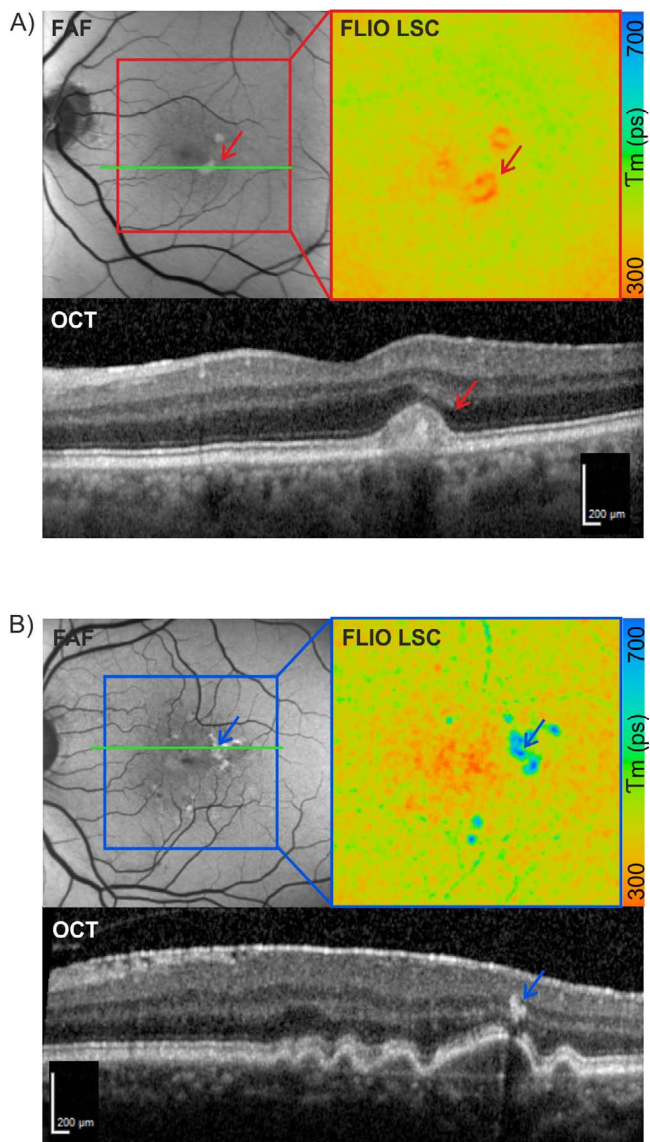 A)
FAF
FLIO LSC
700
Tm (ps)
300
OCT
200 µm
B)
FAF
FLIO LSC
700
Tm (ps)
300
OCT
200 µm